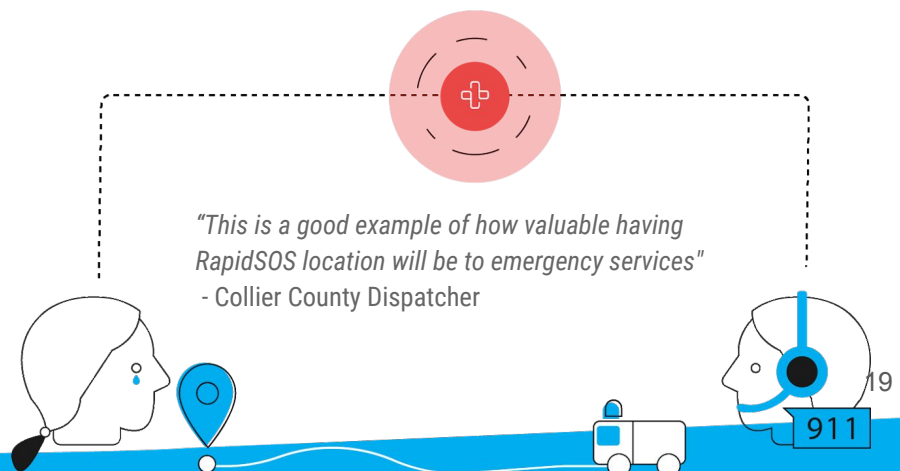 “This is a good example of how valuable having
RapidSOS location will be to emergency services"
- Collier County Dispatcher
19
911